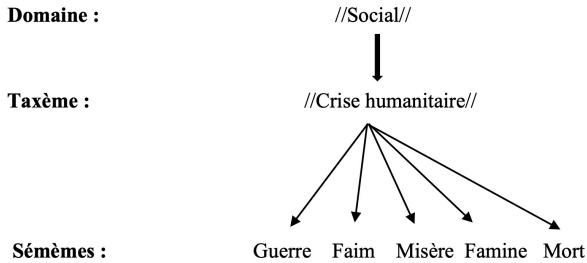 Domaine : //Social//
Taxème : //Crise humanitaire//
Sémèmes : Guerre Faim Misère Famine Mort